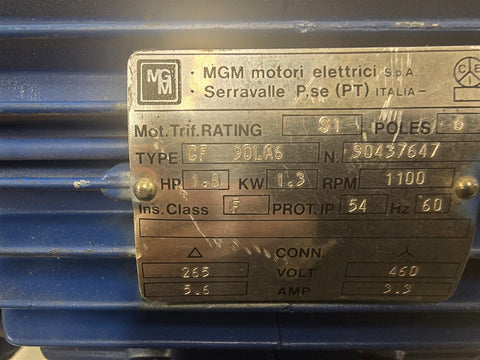 MGM
· MGM motori elettrici S.p.A.
· Serravalle P.se (PT) ITALIA –
Mot.Trif.RATING S1 POLES 6
TYPE CF 90LA6 N. 90437647
HP 1.8 KW 1.3 RPM 1100
Ins.Class F PROT.IP 54 Hz 60
△ CONN.
265 VOLT 460
5.6 AMP 3.3